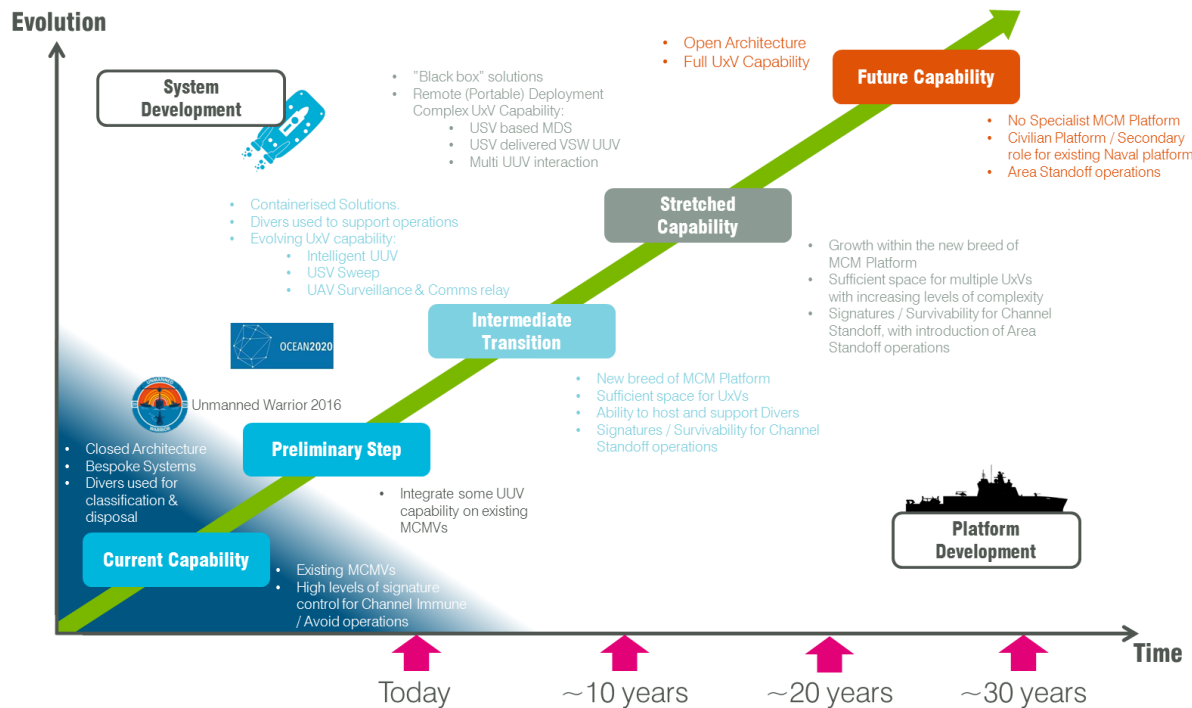 Evolution
System
Development
• "Black box" solutions
• Remote (Portable) Deployment
Complex UxV Capability:
• USV based MDS
• USV delivered VSW UUV
• Multi UUV interaction
• Open Architecture
• Full UxV Capability
Future Capability
• No Specialist MCM Platform
• Civilian Platform / Secondary
role for existing Naval platform
• Area Standoff operations
• Containerised Solutions.
• Divers used to support operations
• Evolving UxV capability:
• Intelligent UUV
• USV Sweep
• UAV Surveillance & Comms relay
Stretched
Capability
• Growth within the new breed of
MCM Platform
• Sufficient space for multiple UxVs
with increasing levels of complexity
• Signatures / Survivability for Channel
Standoff, with introduction of Area
Standoff operations
OCEAN2020
Intermediate
Transition
• New breed of MCM Platform
• Sufficient space for UxVs
• Ability to host and support Divers
• Signatures / Survivability for Channel
Standoff operations
UNMANNED
WARRIOR
Unmanned Warrior 2016
• Closed Architecture
• Bespoke Systems
• Divers used for
classification &
disposal
Preliminary Step
• Integrate some UUV
capability on existing
MCMVs
Current Capability
• Existing MCMVs
• High levels of signature
control for Channel Immune
/ Avoid operations
Platform
Development
Time
Today
~10 years
~20 years
~30 years